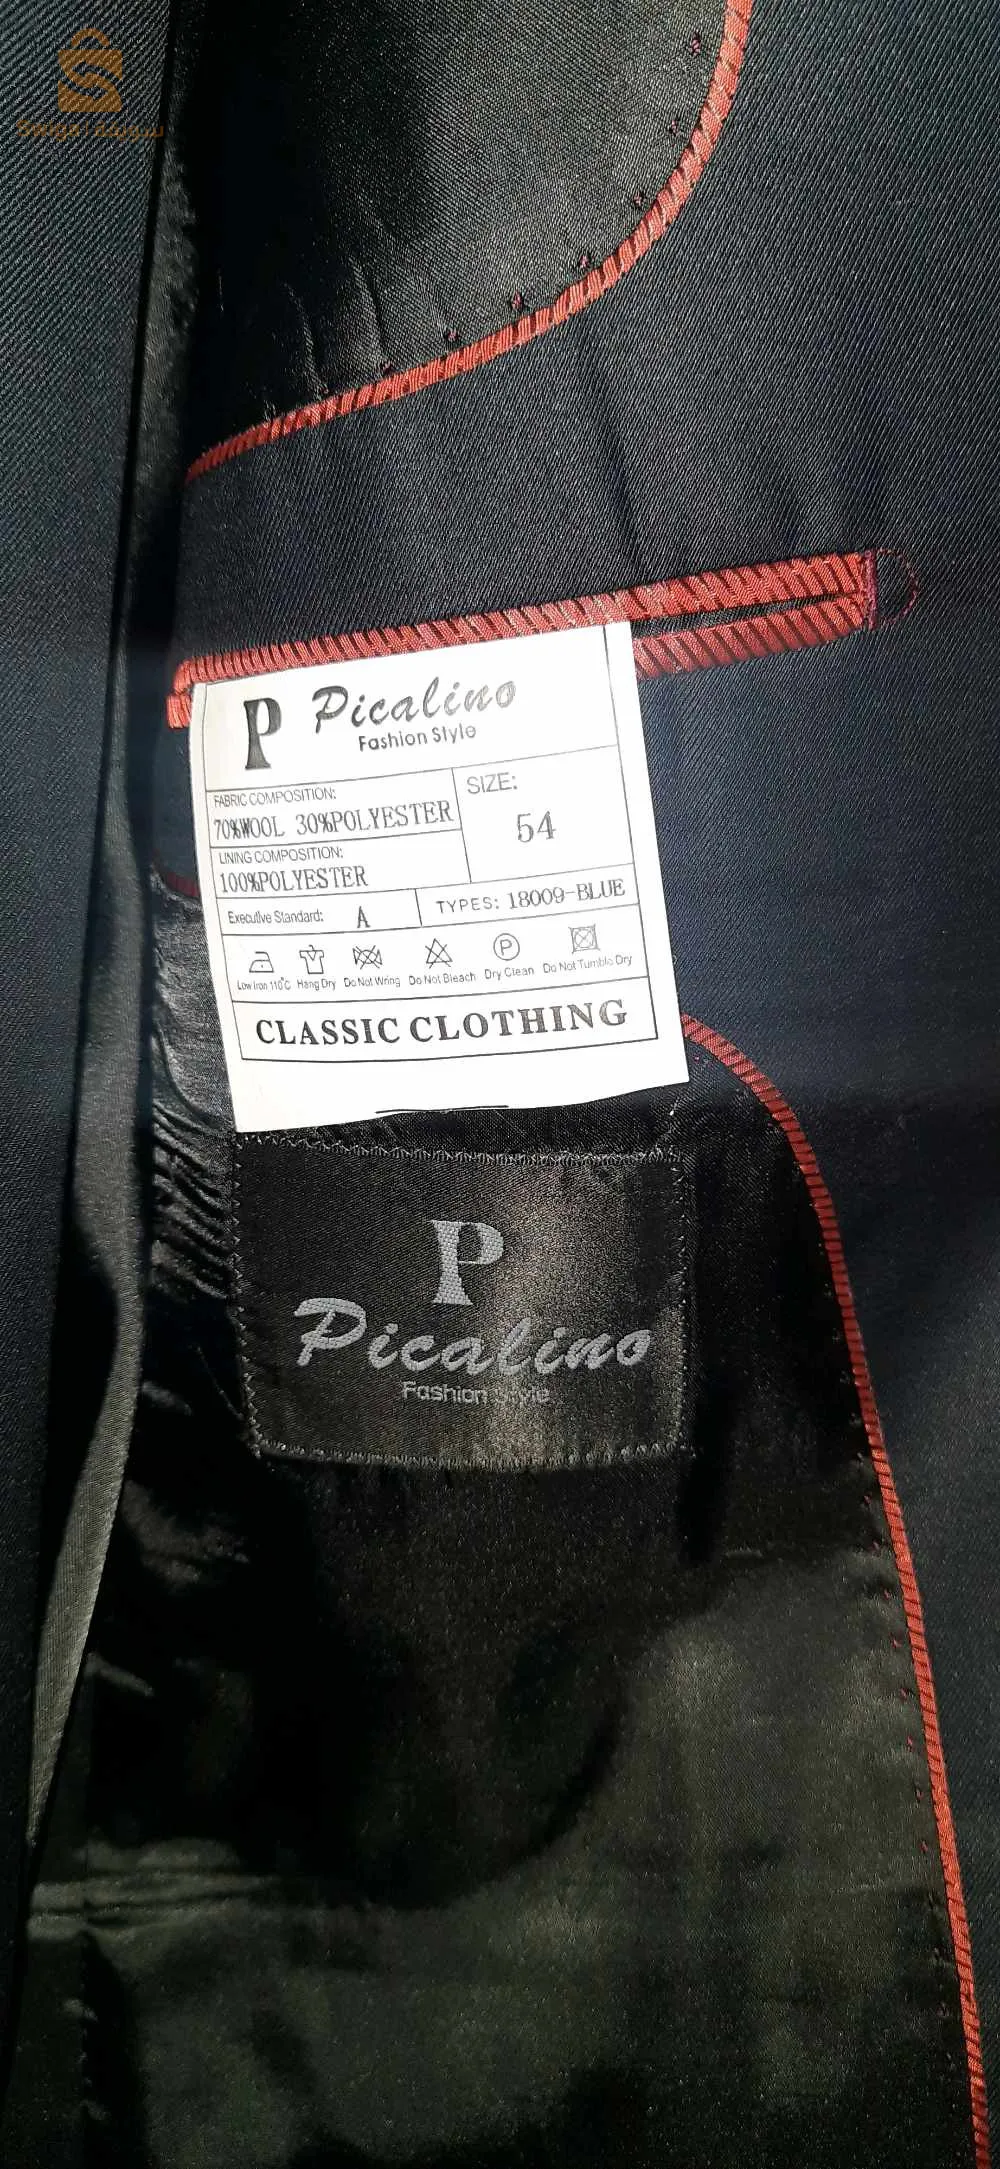 Swiqa | سويقة
P Picalino
Fashion Style
FABRIC COMPOSITION:
70%WOOL 30%POLYESTER
SIZE:
54
LINING COMPOSITION:
100%POLYESTER
Executive Standard: A
TYPES: 18009-BLUE
P
Low Iron 110°C Hang Dry Do Not Wring Do Not Bleach Dry Clean Do Not Tumble Dry
CLASSIC CLOTHING
P
Picalino
Fashion Style